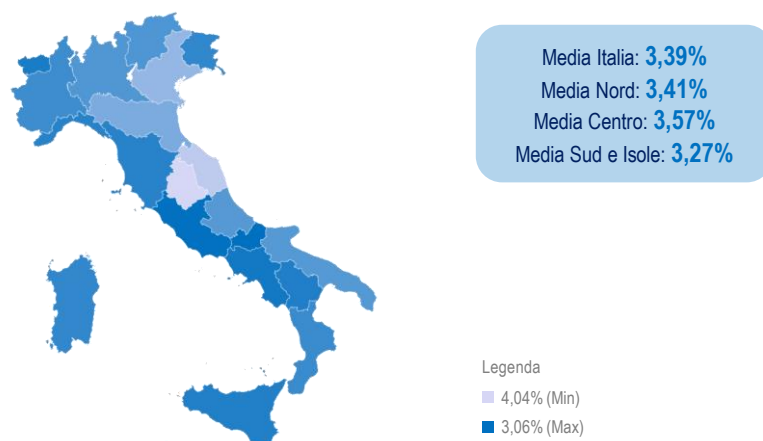 Media Italia: 3,39%
Media Nord: 3,41%
Media Centro: 3,57%
Media Sud e Isole: 3,27%
Legenda
4,04% (Min)
3,06% (Max)